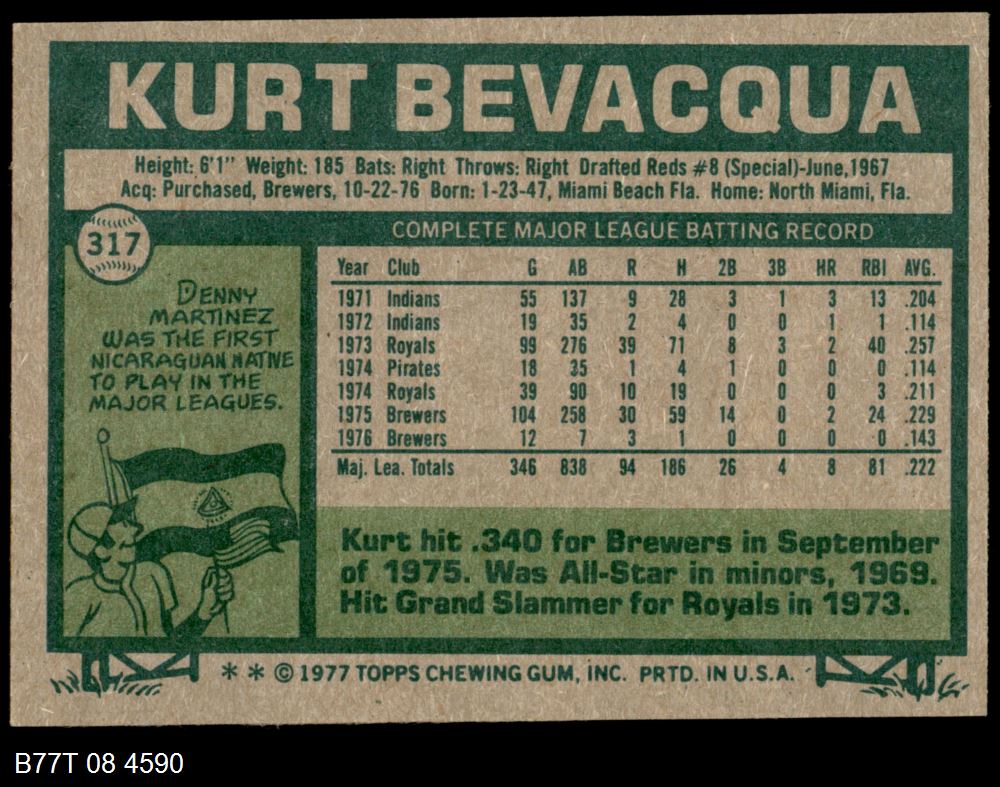 KURT BEVACQUA
Height: 6'1" Weight: 185 Bats: Right Throws: Right Drafted Reds #8 (Special)-June,1967
Acq: Purchased, Brewers, 10-22-76 Born: 1-23-47, Miami Beach Fla. Home: North Miami, Fla.
317
DENNY
MARTINEZ
WAS THE FIRST
NICARAGUAN NATIVE
TO PLAY IN THE
MAJOR LEAGUES.
COMPLETE MAJOR LEAGUE BATTING RECORD
Year Club G AB R H 2B 3B HR RBI AVG.
1971 Indians 55 137 9 28 3 1 3 13 .204
1972 Indians 19 35 2 4 0 0 1 1 .114
1973 Royals 99 276 39 71 8 3 2 40 .257
1974 Pirates 18 35 1 4 1 0 0 0 .114
1974 Royals 39 90 10 19 0 0 0 3 .211
1975 Brewers 104 258 30 59 14 0 2 24 .229
1976 Brewers 12 7 3 1 0 0 0 0 .143
Maj. Lea. Totals 346 838 94 186 26 4 8 81 .222
Kurt hit .340 for Brewers in September
of 1975. Was All-Star in minors, 1969.
Hit Grand Slammer for Royals in 1973.
* * © 1977 TOPPS CHEWING GUM, INC. PRTD. IN U.S.A.
B77T 08 4590